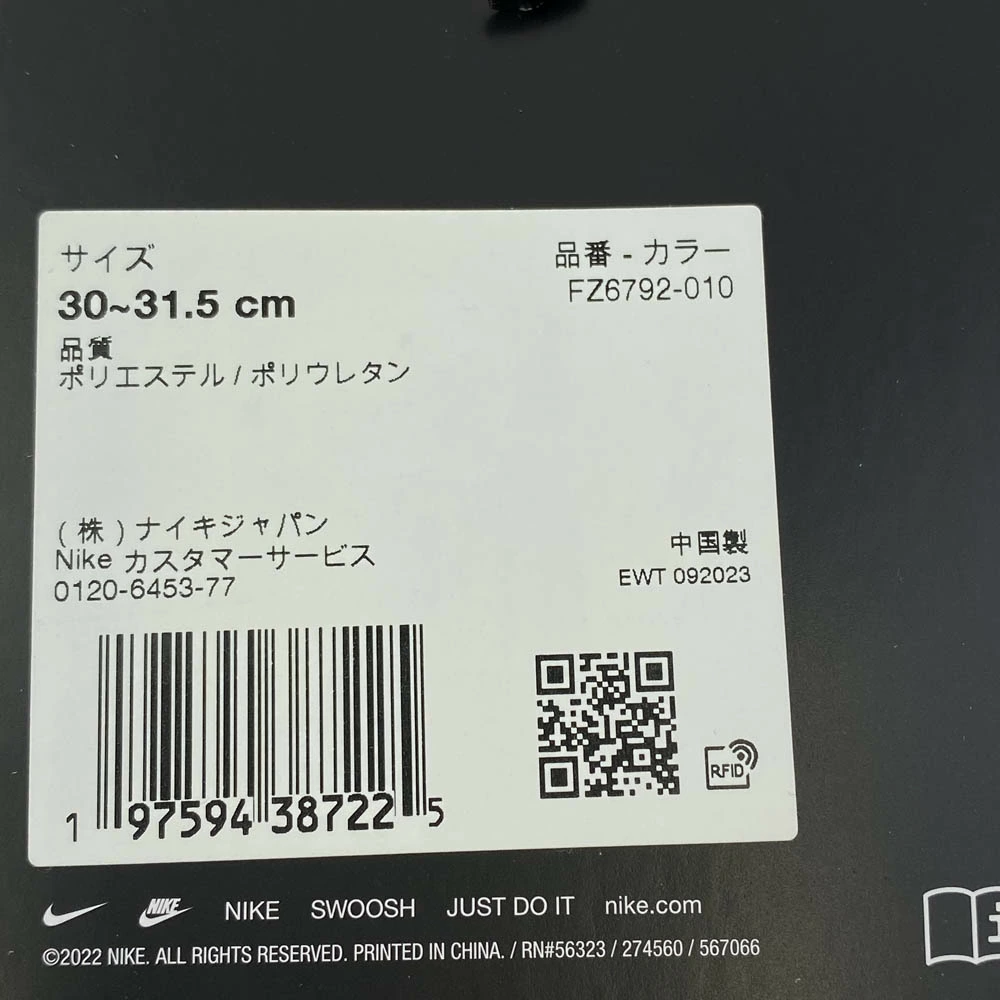 サイズ
30~31.5 cm
品質
ポリエステル / ポリウレタン
品番 - カラー
FZ6792-010
(株)ナイキジャパン
Nike カスタマーサービス
0120-6453-77
中国製
EWT 092023
1 97594 38722 5
RFID
NIKE NIKE SWOOSH JUST DO IT nike.com
©2022 NIKE. ALL RIGHTS RESERVED. PRINTED IN CHINA. / RN#56323 / 274560 / 567066